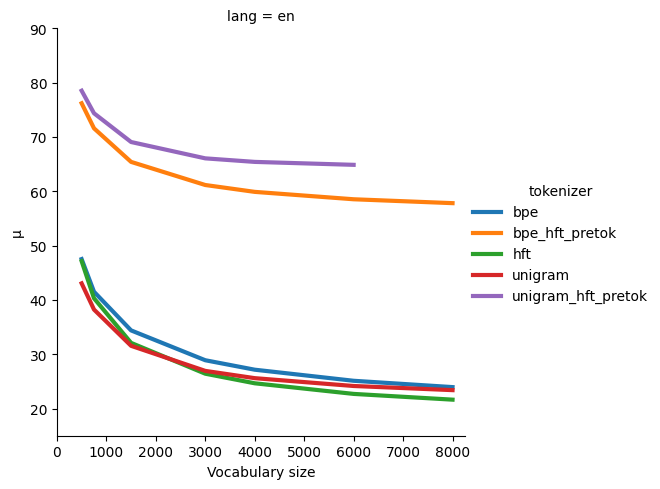 lang = en
90
80
70
60
50
40
30
20
μ
0
1000
2000
3000
4000
5000
6000
7000
8000
Vocabulary size
tokenizer
bpe
bpe_hft_pretok
hft
unigram
unigram_hft_pretok